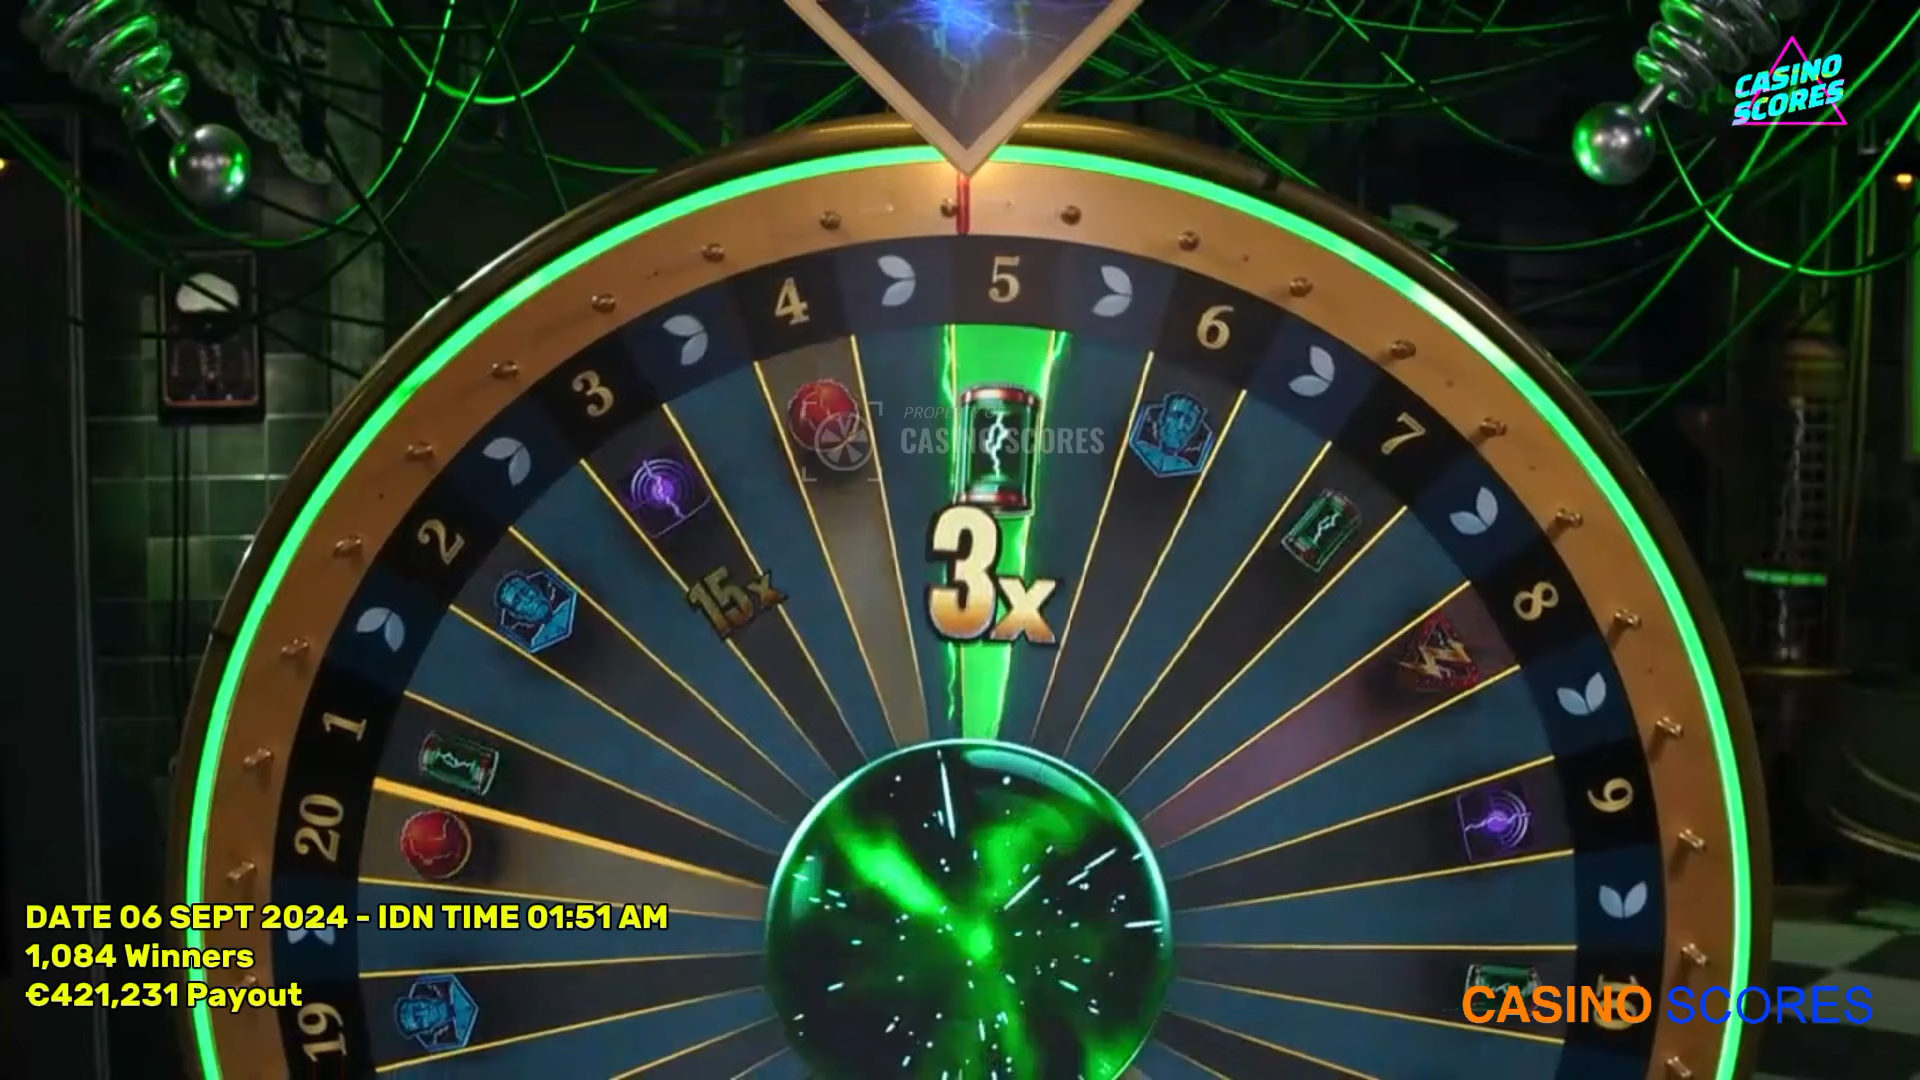 CASINO
SCORES
5
4
6
3
7
PROPERTY OF
CASINO SCORES
2
3x
15x
8
1
9
20
DATE 06 SEPT 2024 - IDN TIME 01:51 AM
1,084 Winners
€421,231 Payout
CASINO SCORES
19